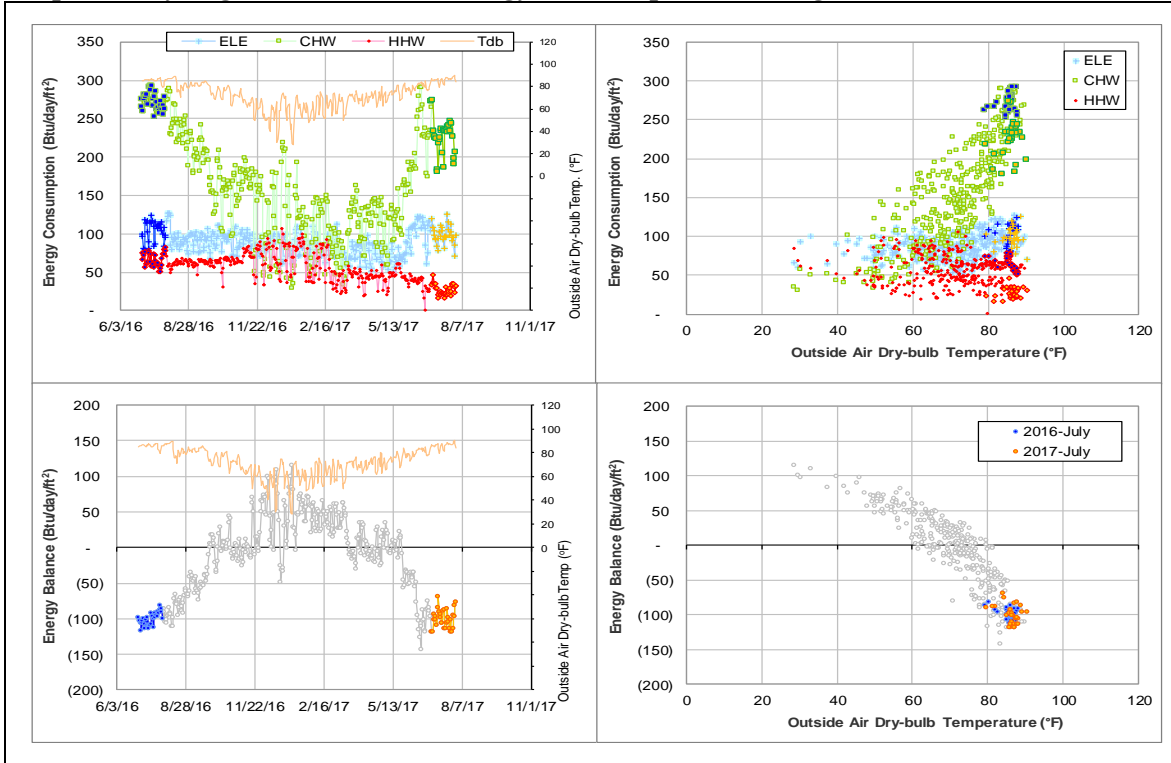 ELE CHW HHW Tdb
350
300
250
200
150
100
50
-
Energy Consumption (Btu/day/ft²)
120
100
80
60
40
20
0
Outside Air Dry-bulb Temp. (°F)
6/3/16 8/28/16 11/22/16 2/16/17 5/13/17 8/7/17 11/1/17
ELE
CHW
HHW
350
300
250
200
150
100
50
-
Energy Consumption (Btu/day/ft²)
0 20 40 60 80 100 120
Outside Air Dry-bulb Temperature (°F)
200
150
100
50
-
(50)
(100)
(150)
(200)
Energy Balance (Btu/day/ft²)
120
100
80
60
40
20
0
Outside Air Dry-bulb Temp (°F)
6/3/16 8/28/16 11/22/16 2/16/17 5/13/17 8/7/17 11/1/17
2016-July
2017-July
200
150
100
50
-
(50)
(100)
(150)
(200)
Energy Balance (Btu/day/ft²)
0 20 40 60 80 100 120
Outside Air Dry-bulb Temperature (°F)